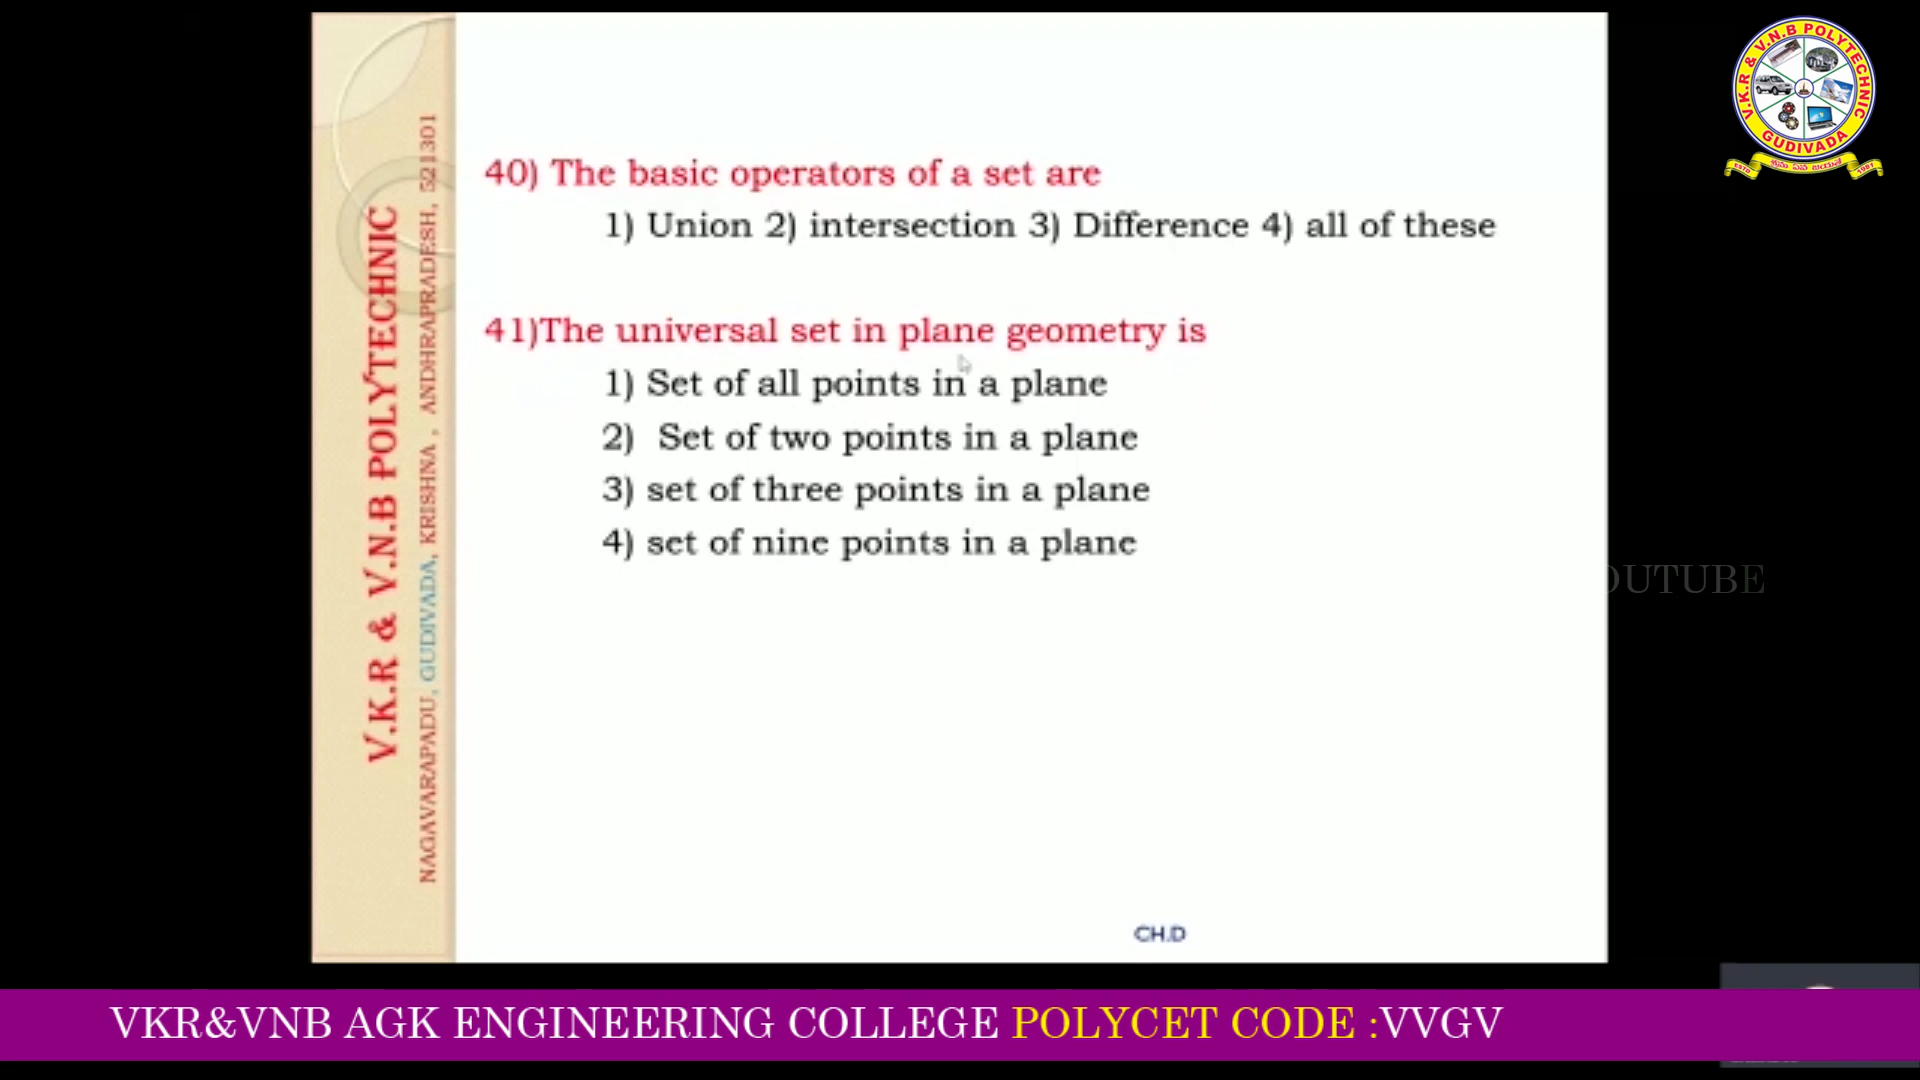 V.K.R & V.N.B POLYTECHNIC
NAGAVARAPADU, GUDIVADA, KRISHNA , ANDHRAPRADESH, 521301
40) The basic operators of a set are
1) Union 2) intersection 3) Difference 4) all of these
41)The universal set in plane geometry is
1) Set of all points in a plane
2) Set of two points in a plane
3) set of three points in a plane
4) set of nine points in a plane
CH.D
V.K.R & V.N.B POLYTECHNIC
GUDIVADA
ESTD 1981
OUTUBE
VKR&VNB AGK ENGINEERING COLLEGE POLYCET CODE :VVGV